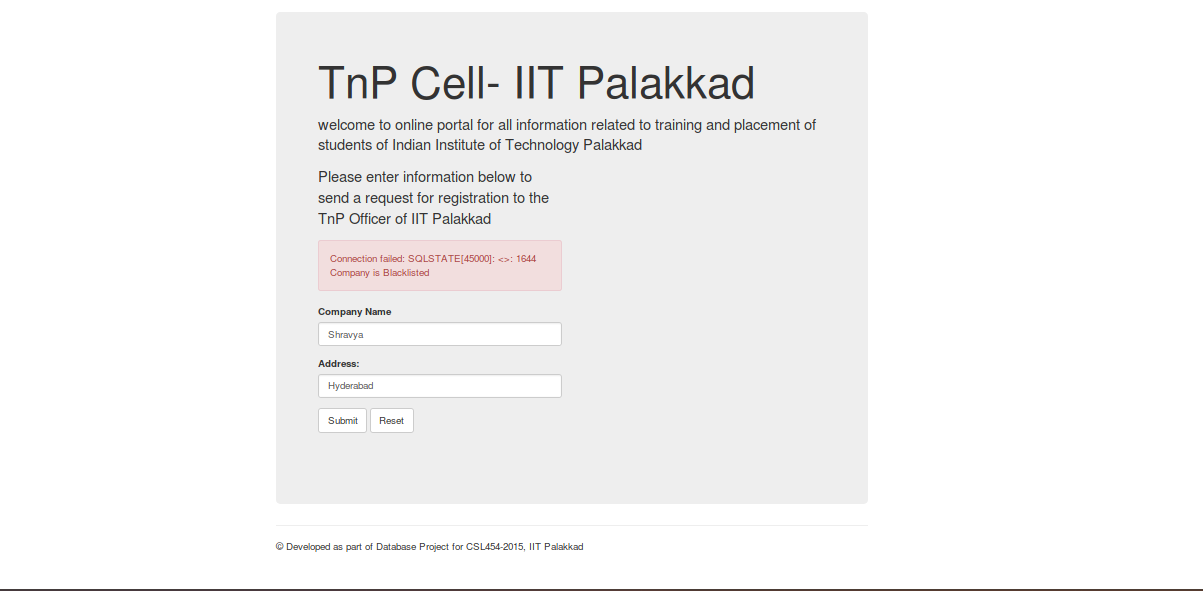 TnP Cell- IIT Palakkad
welcome to online portal for all information related to training and placement of
students of Indian Institute of Technology Palakkad
Please enter information below to
send a request for registration to the
TnP Officer of IIT Palakkad
Connection failed: SQLSTATE[45000]: <>: 1644
Company is Blacklisted
Company Name
Shravya
Address:
Hyderabad
Submit Reset
© Developed as part of Database Project for CSL454-2015, IIT Palakkad